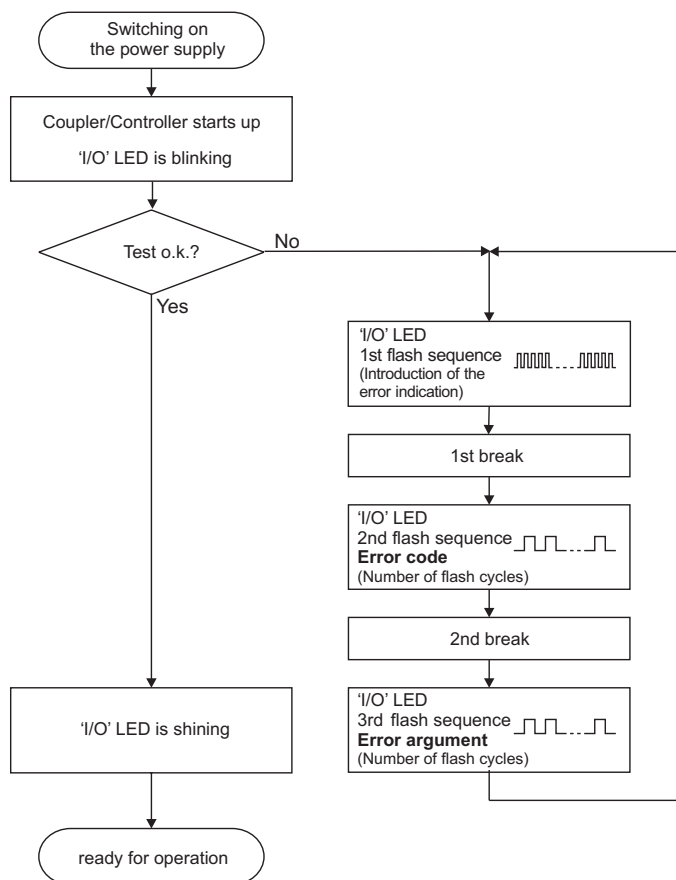 Switching on
the power supply
Coupler/Controller starts up
‘I/O’ LED is blinking
Test o.k.?
No
Yes
‘I/O’ LED
1st flash sequence
(Introduction of the
error indication)
1st break
‘I/O’ LED
2nd flash sequence
Error code
(Number of flash cycles)
2nd break
‘I/O’ LED
3rd flash sequence
Error argument
(Number of flash cycles)
‘I/O’ LED is shining
ready for operation